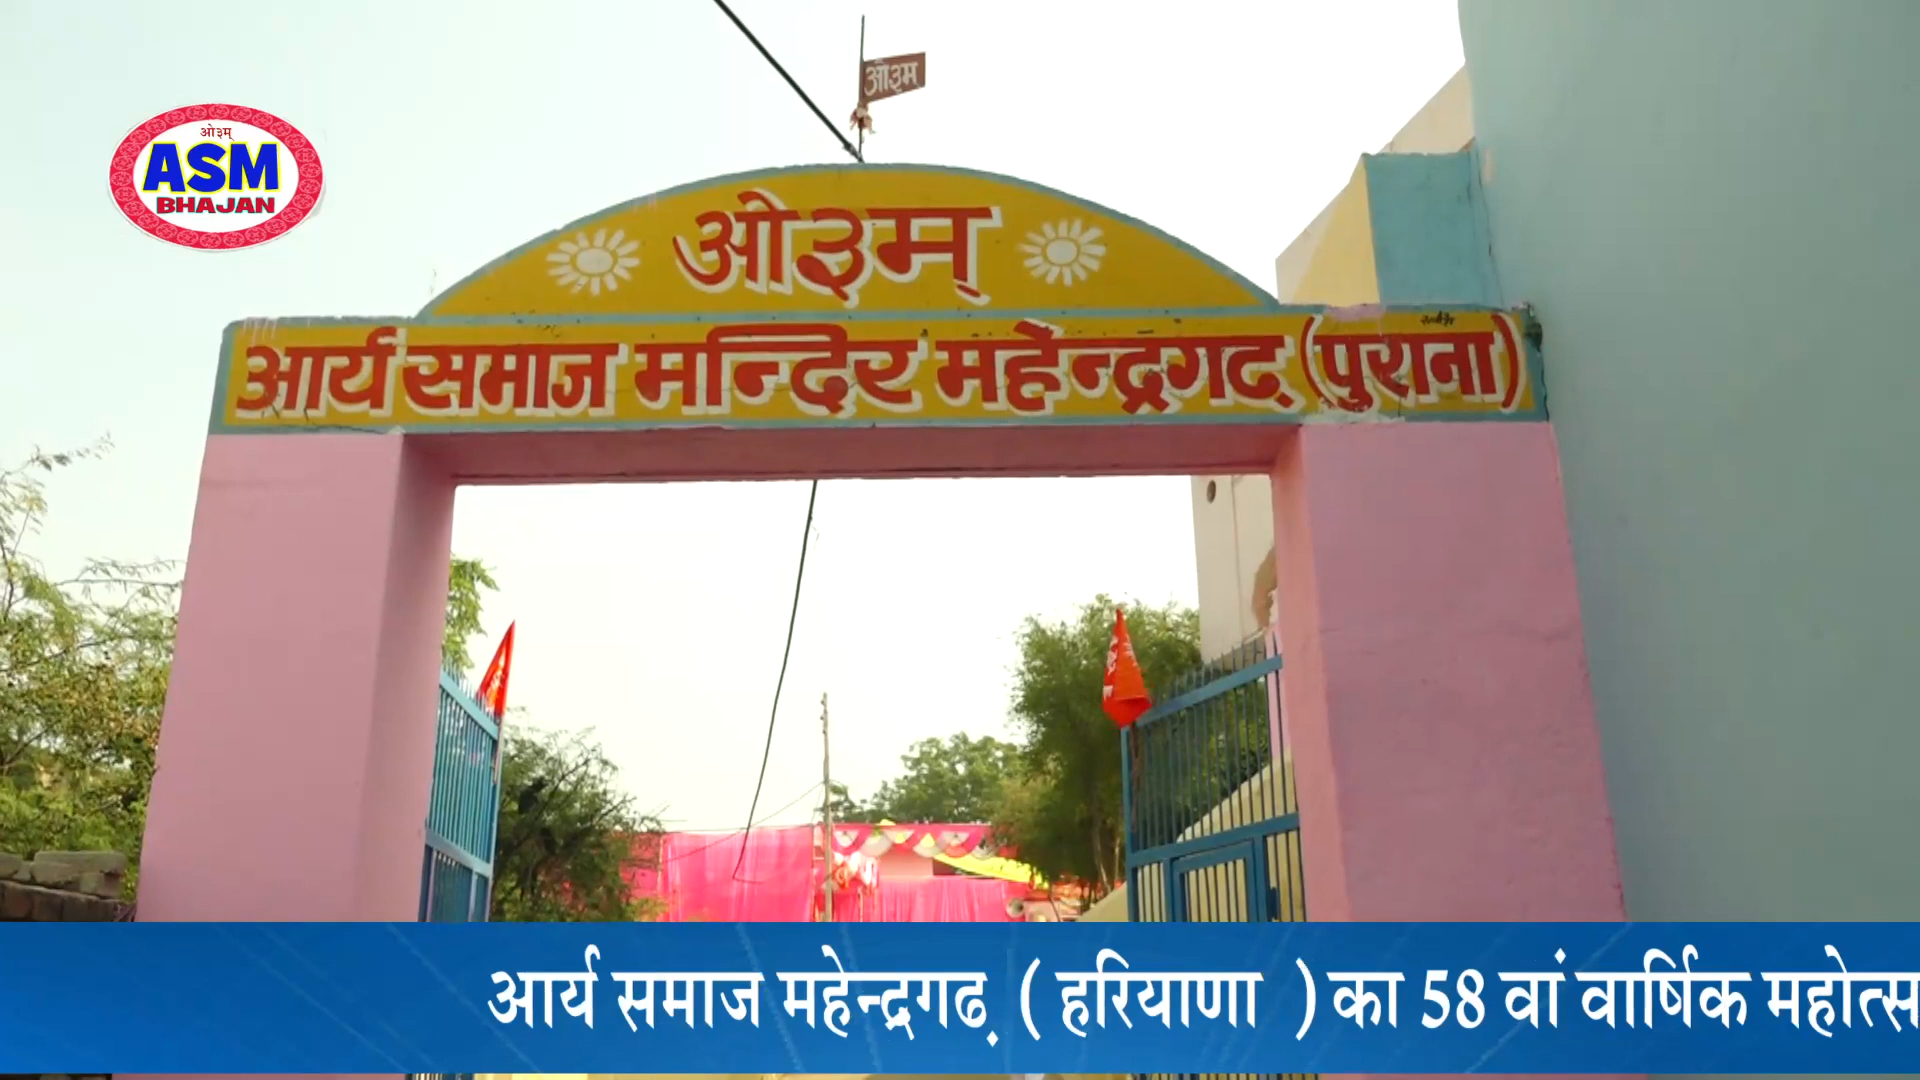 ओ३म
ओ३म्
ASM
BHAJAN
ओ३म्
आर्य समाज मन्दिर महेन्द्रगढ़ (पुराना)
आर्य समाज महेन्द्रगढ़ ( हरियाणा ) का 58 वां वार्षिक महोत्स